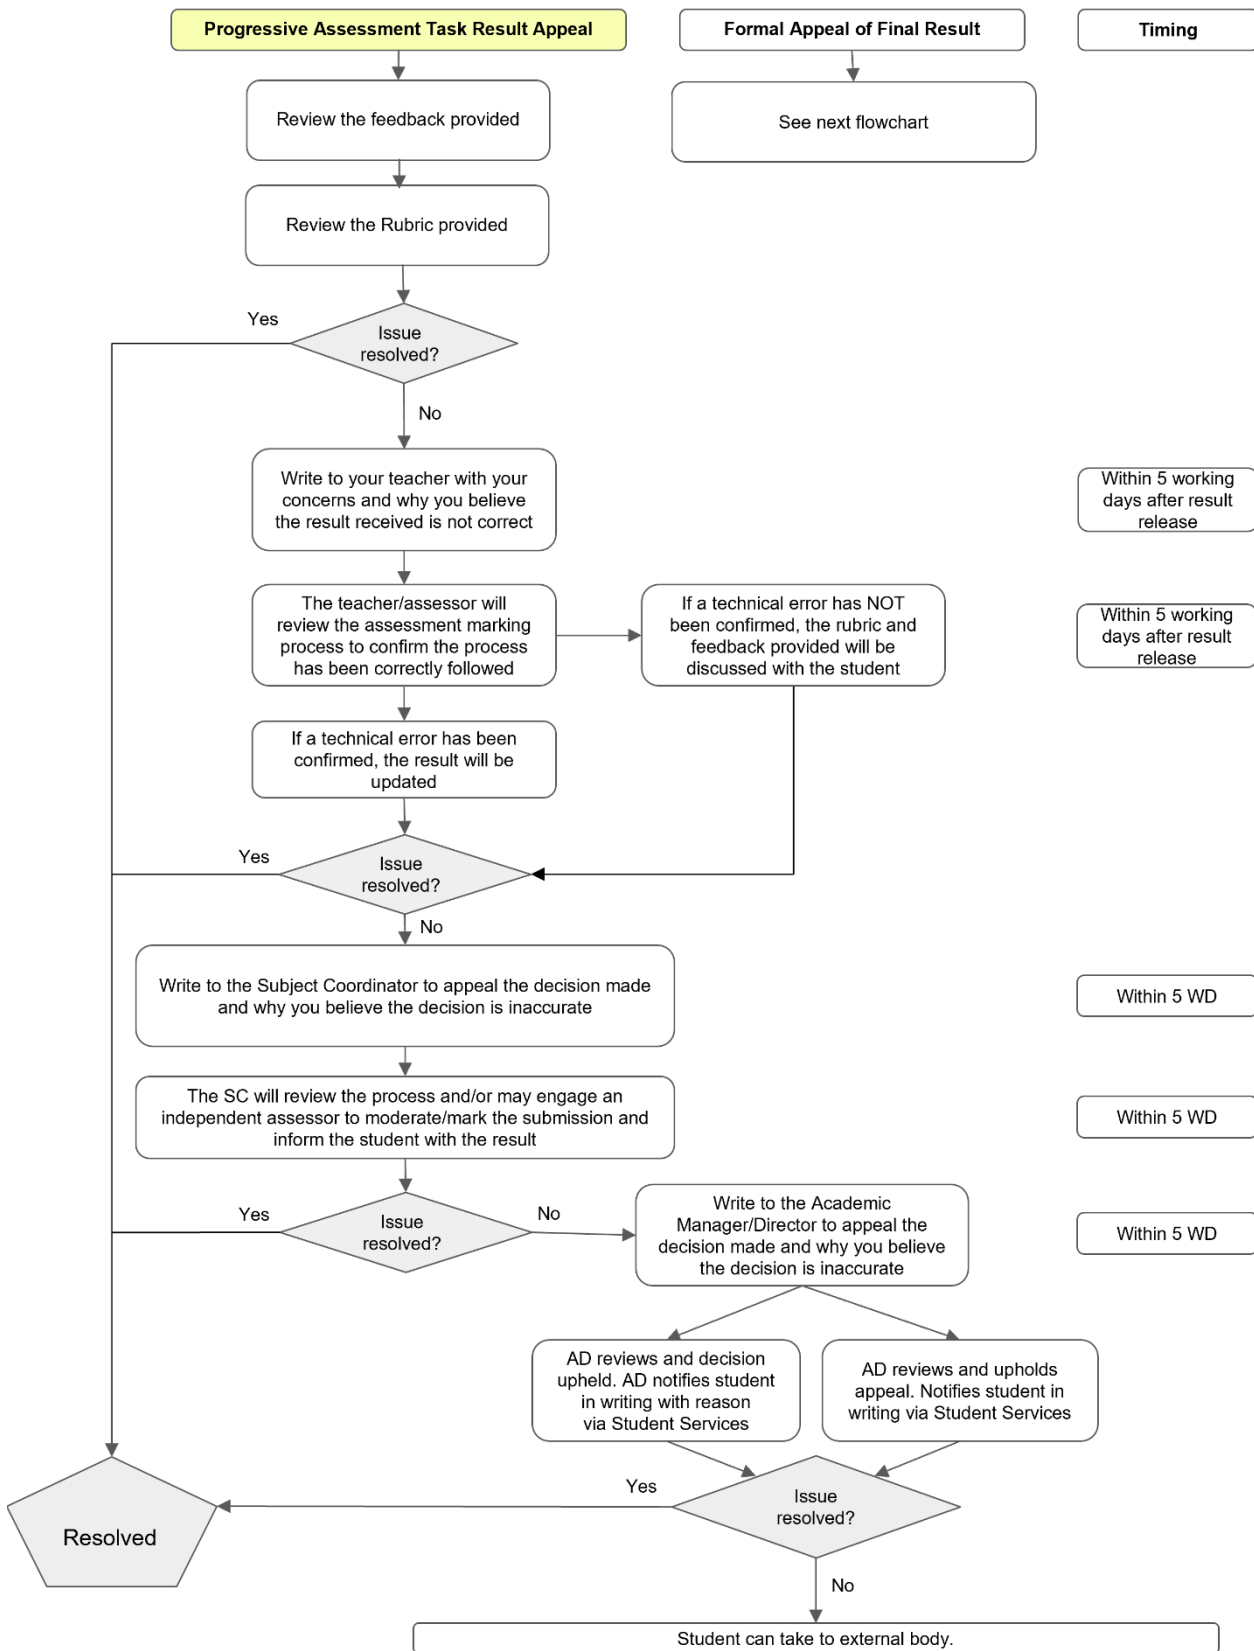 Progressive Assessment Task Result Appeal
Formal Appeal of Final Result
Timing
Review the feedback provided
See next flowchart
Review the Rubric provided
Yes
Issue
resolved?
No
Write to your teacher with your
concerns and why you believe
the result received is not correct
Within 5 working
days after result
release
The teacher/assessor will
review the assessment marking
process to confirm the process
has been correctly followed
If a technical error has NOT
been confirmed, the rubric and
feedback provided will be
discussed with the student
Within 5 working
days after result
release
If a technical error has been
confirmed, the result will be
updated
Yes
Issue
resolved?
No
Write to the Subject Coordinator to appeal the decision made
and why you believe the decision is inaccurate
Within 5 WD
The SC will review the process and/or may engage an
independent assessor to moderate/mark the submission and
inform the student with the result
Within 5 WD
Yes
Issue
resolved?
No
Write to the Academic
Manager/Director to appeal the
decision made and why you believe
the decision is inaccurate
Within 5 WD
AD reviews and decision
upheld. AD notifies student
in writing with reason
via Student Services
AD reviews and upholds
appeal. Notifies student in
writing via Student Services
Yes
Issue
resolved?
Resolved
No
Student can take to external body.